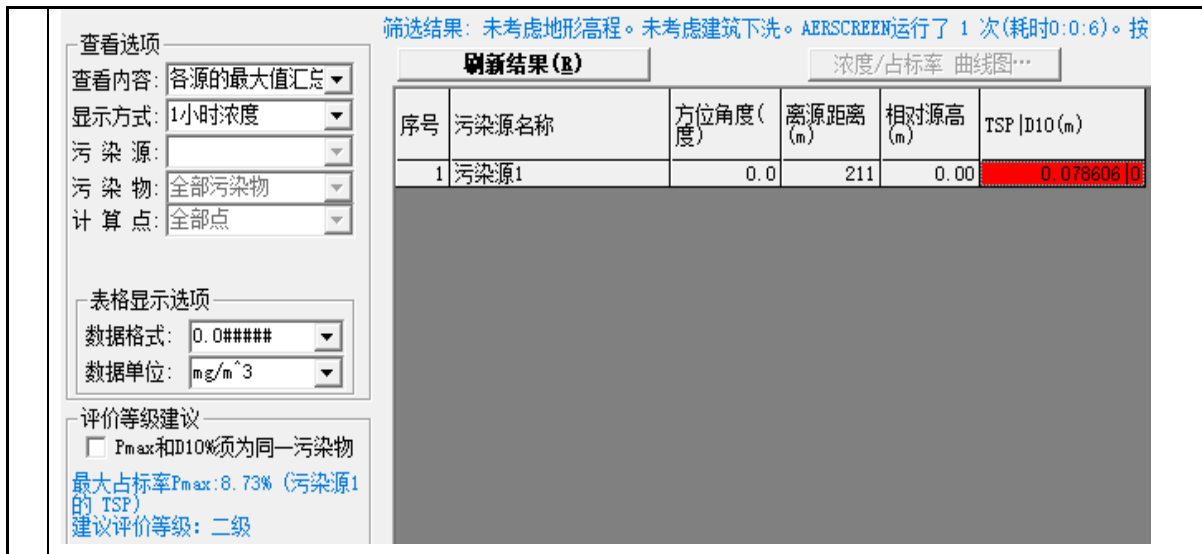 筛选结果: 未考虑地形高程。未考虑建筑下洗。AERSCREEN运行了 1 次(耗时0:0:6)。按
查看选项
查看内容: 各源的最大值汇总
显示方式: 1小时浓度
污 染 源:
污 染 物: 全部污染物
计 算 点: 全部点
表格显示选项
数据格式: 0.0#####
数据单位: mg/m^3
评价等级建议
Pmax和D10%须为同一污染物
最大占标率Pmax:8.73% (污染源1
的 TSP)
建议评价等级: 二级
刷新结果(R) 浓度/占标率 曲线图…
序号 污染源名称 方位角度(度) 离源距离(m) 相对源高(m) TSP|D10(m)
1 污染源1 0.0 211 0.00 0.078606|0